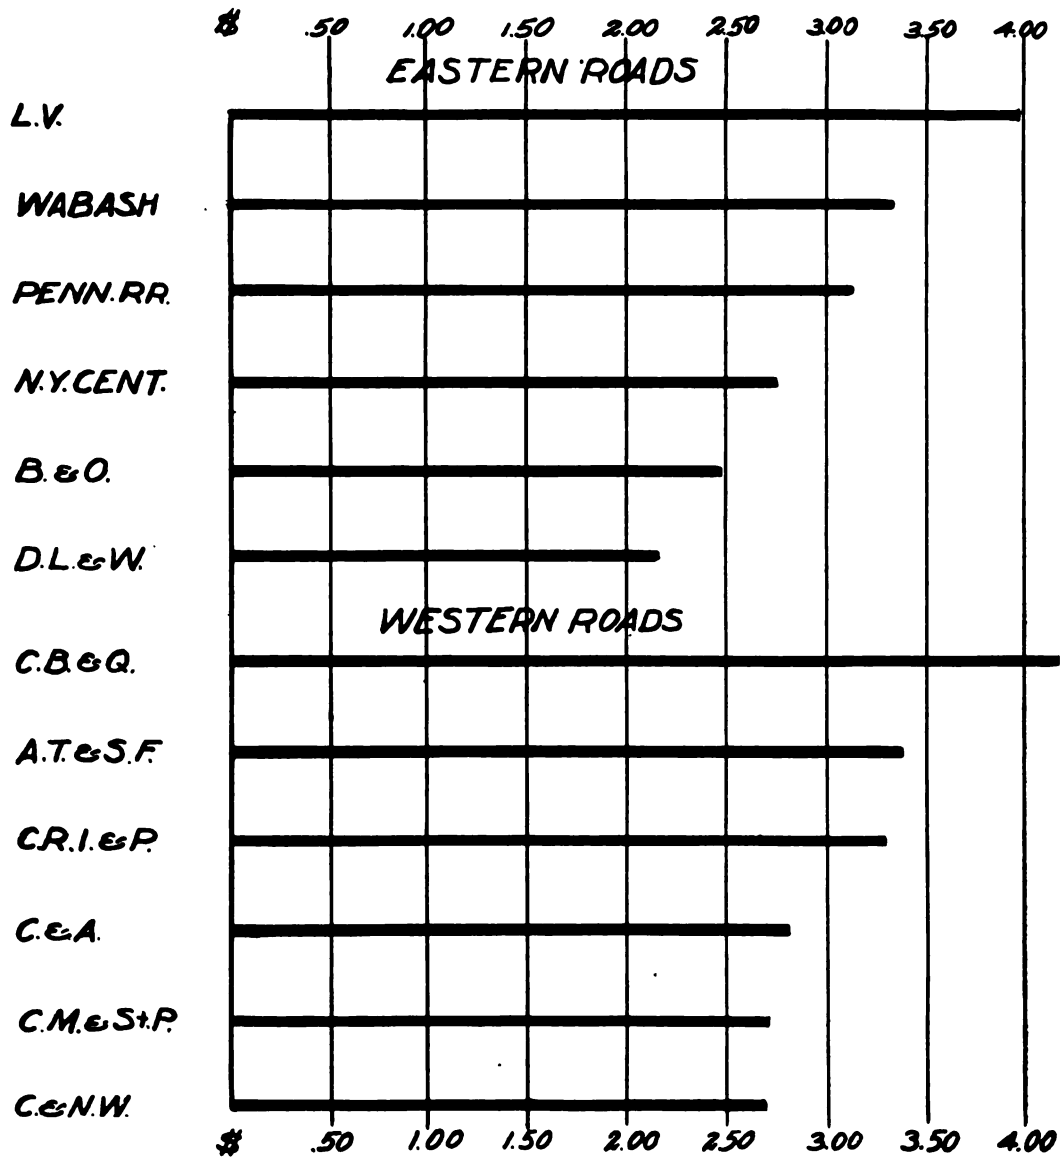 $ .50 1.00 1.50 2.00 2.50 3.00 3.50 4.00
EASTERN ROADS
L.V.
WABASH
PENN. RR.
N.Y. CENT.
B. & O.
D.L. & W.
WESTERN ROADS
C.B. & Q.
A.T. & S.F.
C.R.I. & P.
C. & A.
C.M. & St. P.
C. & N.W.
$ .50 1.00 1.50 2.00 2.50 3.00 3.50 4.00